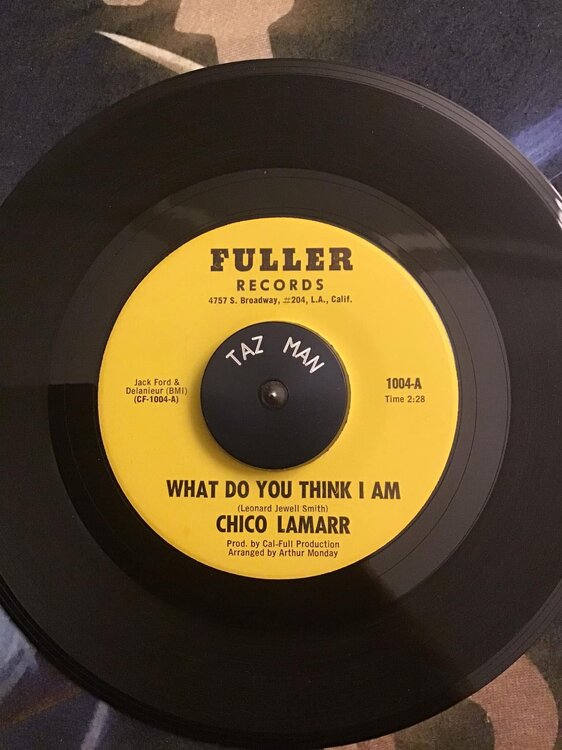 FULLER
RECORDS
4757 S. Broadway, #204, L.A., Calif.
TAZ MAN
Jack Ford &
Delanieur (BMI)
(CF-1004-A)
1004-A
Time 2:28
WHAT DO YOU THINK I AM
(Leonard Jewell Smith)
CHICO LAMARR
Prod. by Cal-Full Production
Arranged by Arthur Monday